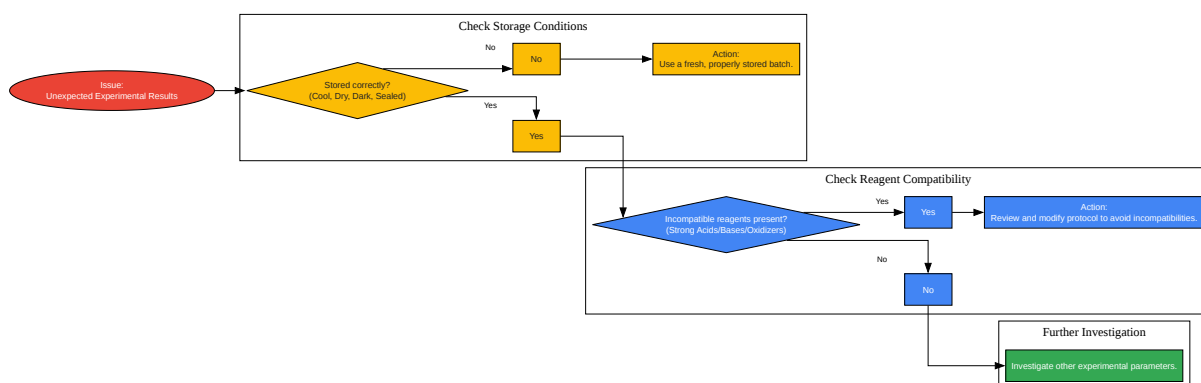 Check Storage Conditions
No
No
Action:
Use a fresh, properly stored batch.
Issue:
Unexpected Experimental Results
Stored correctly?
(Cool, Dry, Dark, Sealed)
Yes
Yes
Check Reagent Compatibility
Incompatible reagents present?
(Strong Acids/Bases/Oxidizers)
Yes
Yes
Action:
Review and modify protocol to avoid incompatibilities.
No
No
Further Investigation
Investigate other experimental parameters.